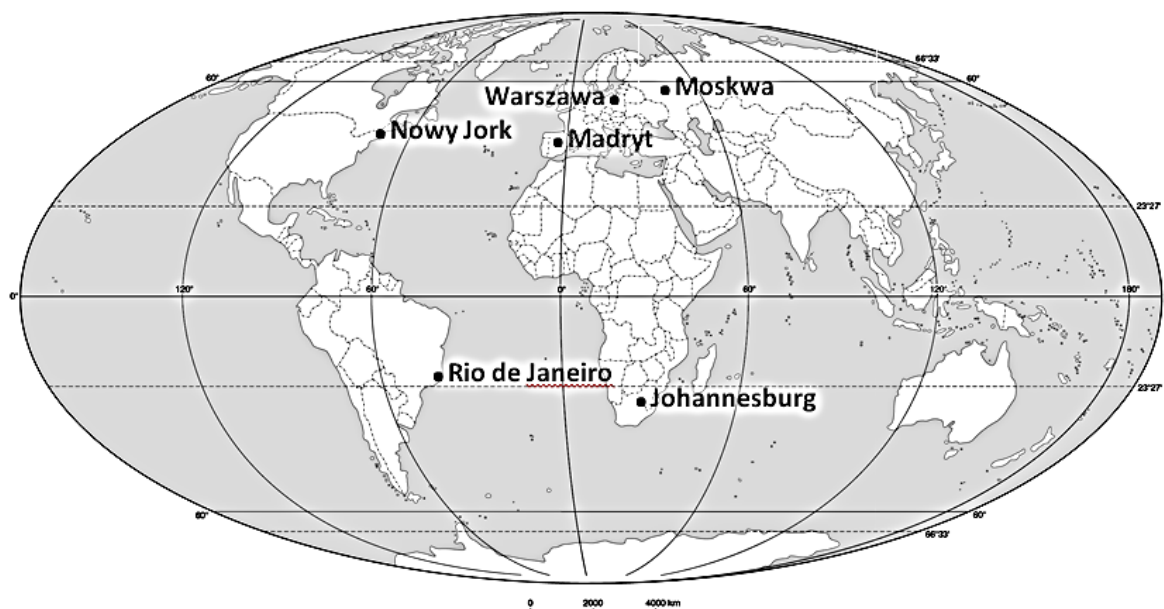 66°33'
60° 60°
Warszawa Moskwa
Nowy Jork Madryt
23°27'
0° 120° 60° 0° 60° 120° 180°
Rio de Janeiro
23°27'
Johannesburg
60° 60°
66°33'
0 2000 4000 km